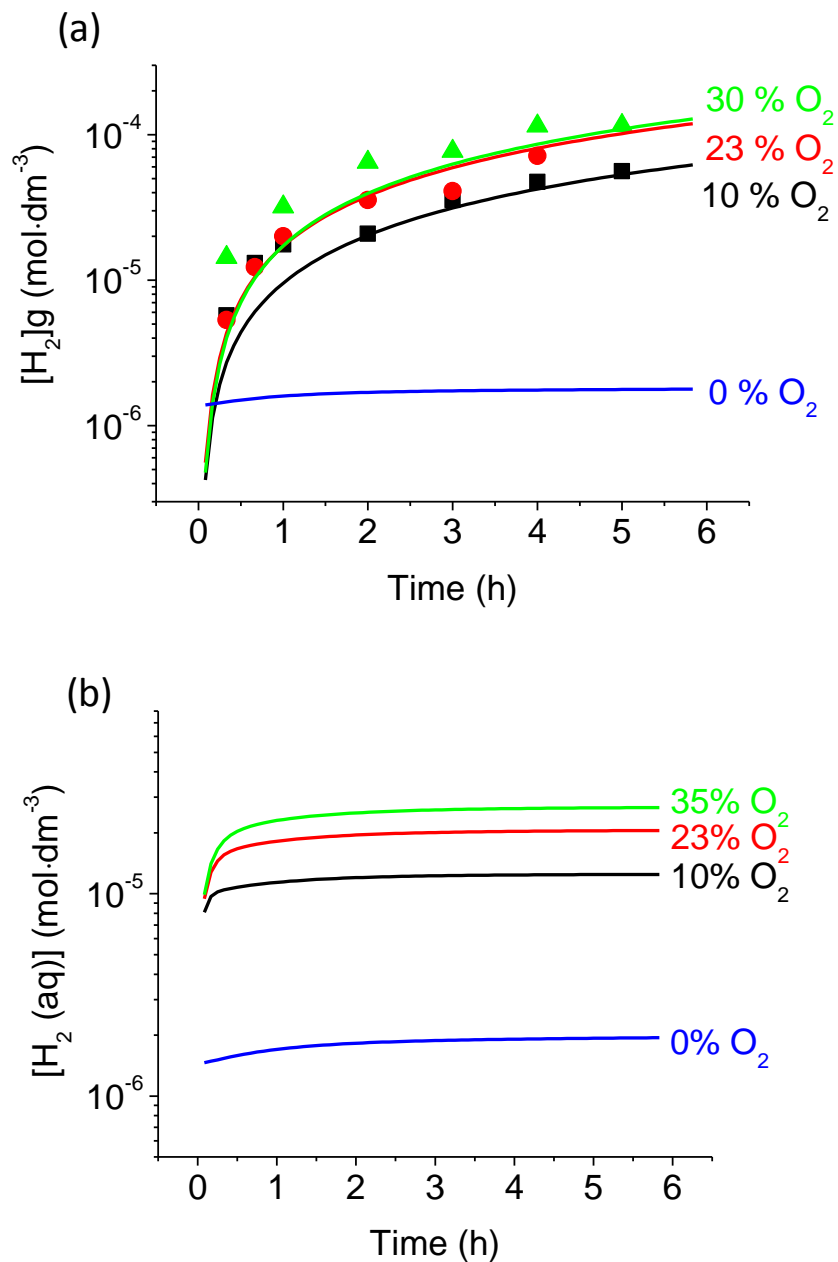 (a)
[H₂]g (mol·dm⁻³)
10⁻⁴
10⁻⁵
10⁻⁶
30 % O₂
23 % O₂
10 % O₂
0 % O₂
0 1 2 3 4 5 6
Time (h)
(b)
[H₂ (aq)] (mol·dm⁻³)
10⁻⁵
10⁻⁶
35% O₂
23% O₂
10% O₂
0% O₂
0 1 2 3 4 5 6
Time (h)